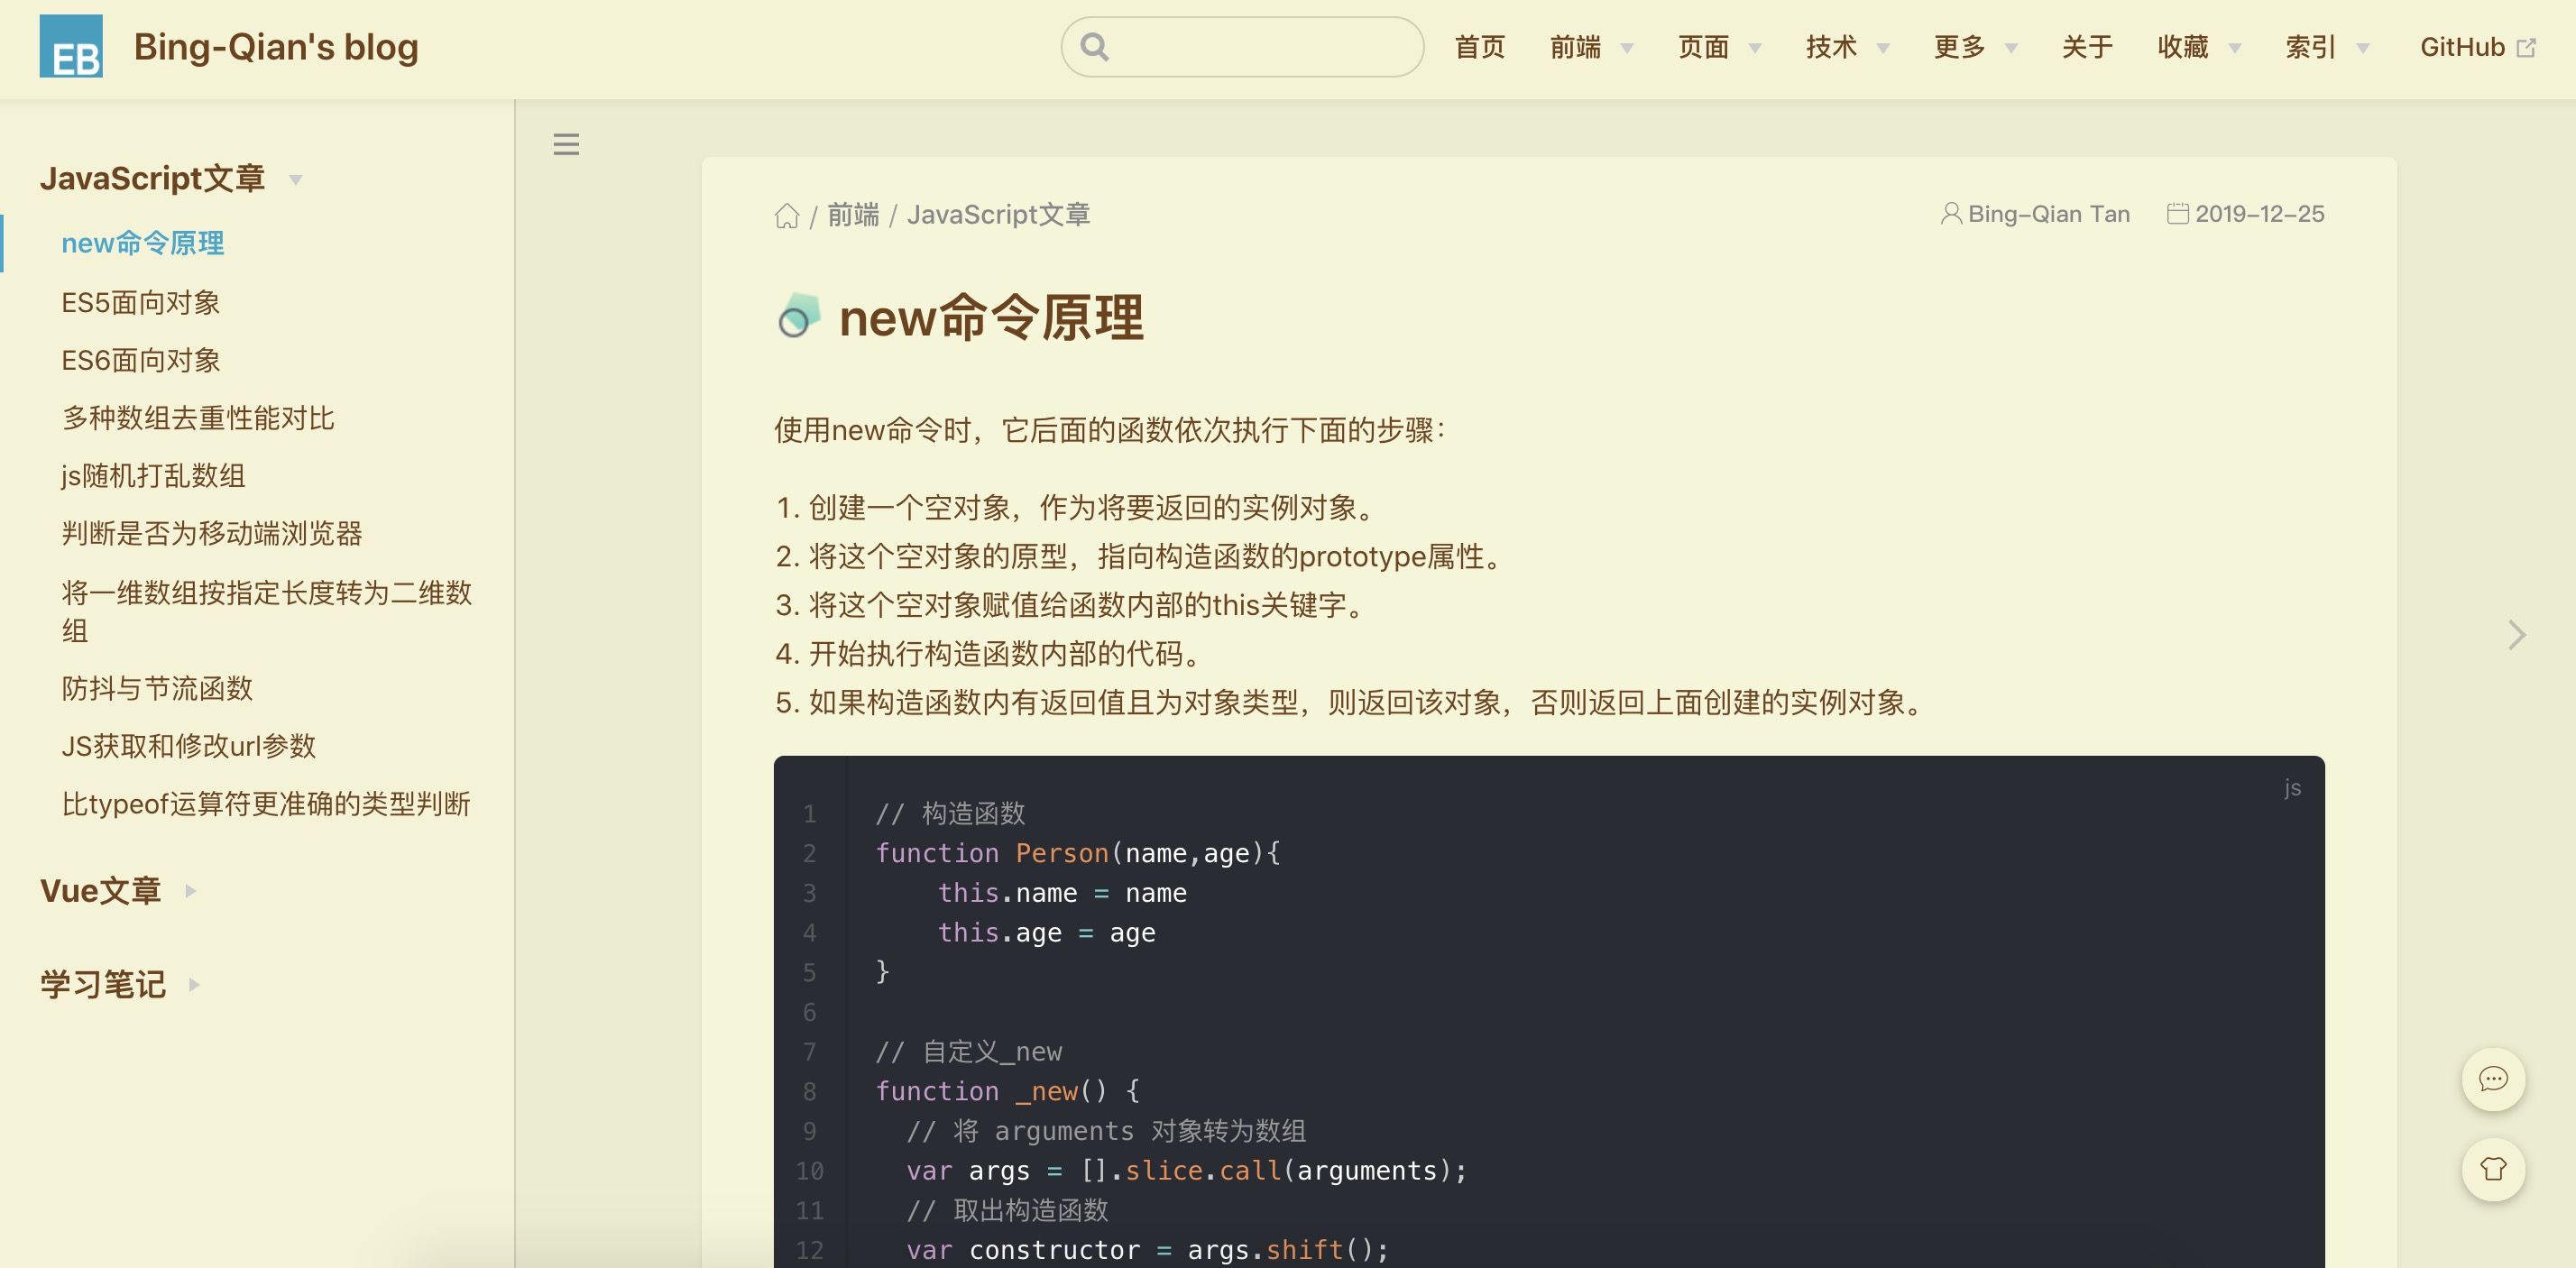 EB
Bing-Qian's blog
首页
前端
页面
技术
更多
关于
收藏
索引
GitHub
JavaScript文章
new命令原理
ES5面向对象
ES6面向对象
多种数组去重性能对比
js随机打乱数组
判断是否为移动端浏览器
将一维数组按指定长度转为二维数
组
防抖与节流函数
JS获取和修改url参数
比typeof运算符更准确的类型判断
Vue文章
学习笔记
/ 前端 / JavaScript文章
Bing-Qian Tan
2019-12-25
new命令原理
使用new命令时，它后面的函数依次执行下面的步骤：
1. 创建一个空对象，作为将要返回的实例对象。
2. 将这个空对象的原型，指向构造函数的prototype属性。
3. 将这个空对象赋值给函数内部的this关键字。
4. 开始执行构造函数内部的代码。
5. 如果构造函数内有返回值且为对象类型，则返回该对象，否则返回上面创建的实例对象。
js
1 // 构造函数
2 function Person(name,age){
3     this.name = name
4     this.age = age
5 }
6
7 // 自定义_new
8 function _new() {
9   // 将 arguments 对象转为数组
10   var args = [].slice.call(arguments);
11   // 取出构造函数
12   var constructor = args.shift();